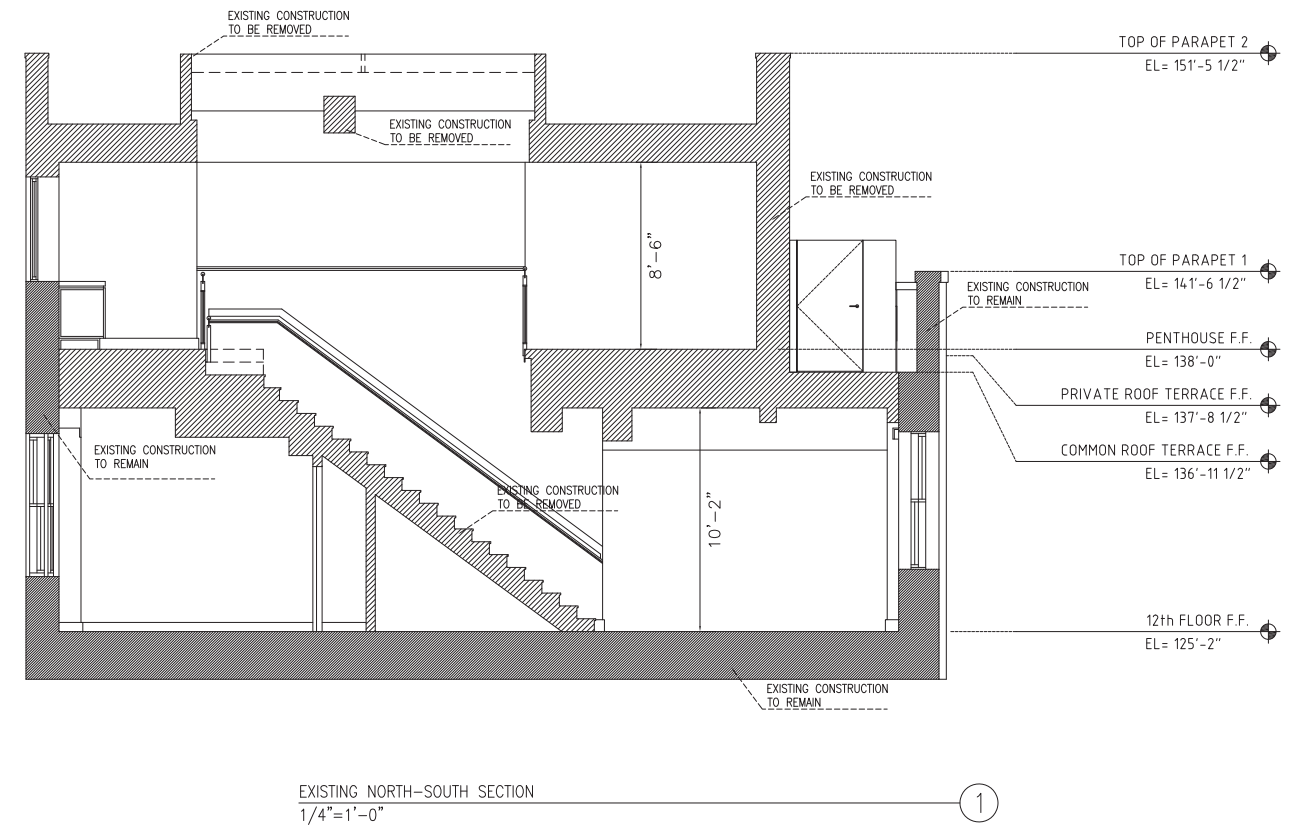 EXISTING CONSTRUCTION
TO BE REMOVED
TOP OF PARAPET 2
EL= 151'-5 1/2"
EXISTING CONSTRUCTION
TO BE REMOVED
EXISTING CONSTRUCTION
TO BE REMOVED
8'-6"
TOP OF PARAPET 1
EL= 141'-6 1/2"
EXISTING CONSTRUCTION
TO REMAIN
PENTHOUSE F.F.
EL= 138'-0"
PRIVATE ROOF TERRACE F.F.
EL= 137'-8 1/2"
EXISTING CONSTRUCTION
TO REMAIN
COMMON ROOF TERRACE F.F.
EL= 136'-11 1/2"
EXISTING CONSTRUCTION
TO BE REMOVED
10'-2"
12th FLOOR F.F.
EL= 125'-2"
EXISTING CONSTRUCTION
TO REMAIN
EXISTING NORTH-SOUTH SECTION
1/4"=1'-0"
1